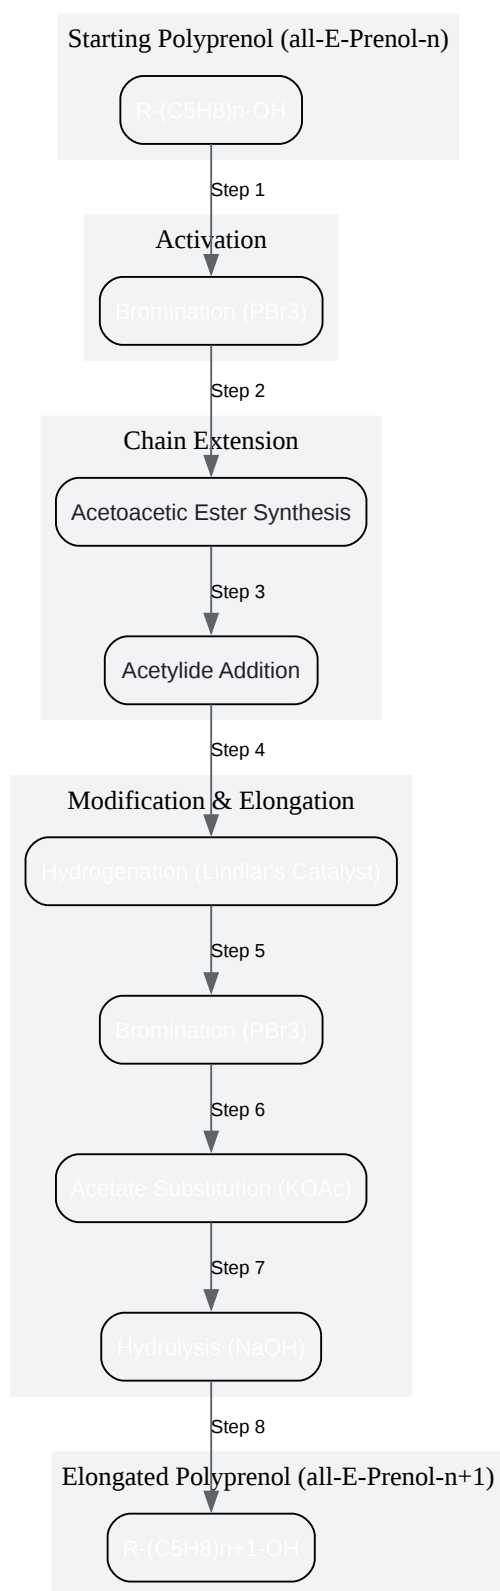 Starting Polyprenol (all-E-Prenol-n)
R-(C5H8)n-OH
Step 1
Activation
Bromination (PBr3)
Step 2
Chain Extension
Acetoacetic Ester Synthesis
Step 3
Acetylide Addition
Step 4
Modification & Elongation
Hydrogenation (Lindlar's Catalyst)
Step 5
Bromination (PBr3)
Step 6
Acetate Substitution (KOAc)
Step 7
Hydrolysis (NaOH)
Step 8
Elongated Polyprenol (all-E-Prenol-n+1)
R-(C5H8)n+1-OH